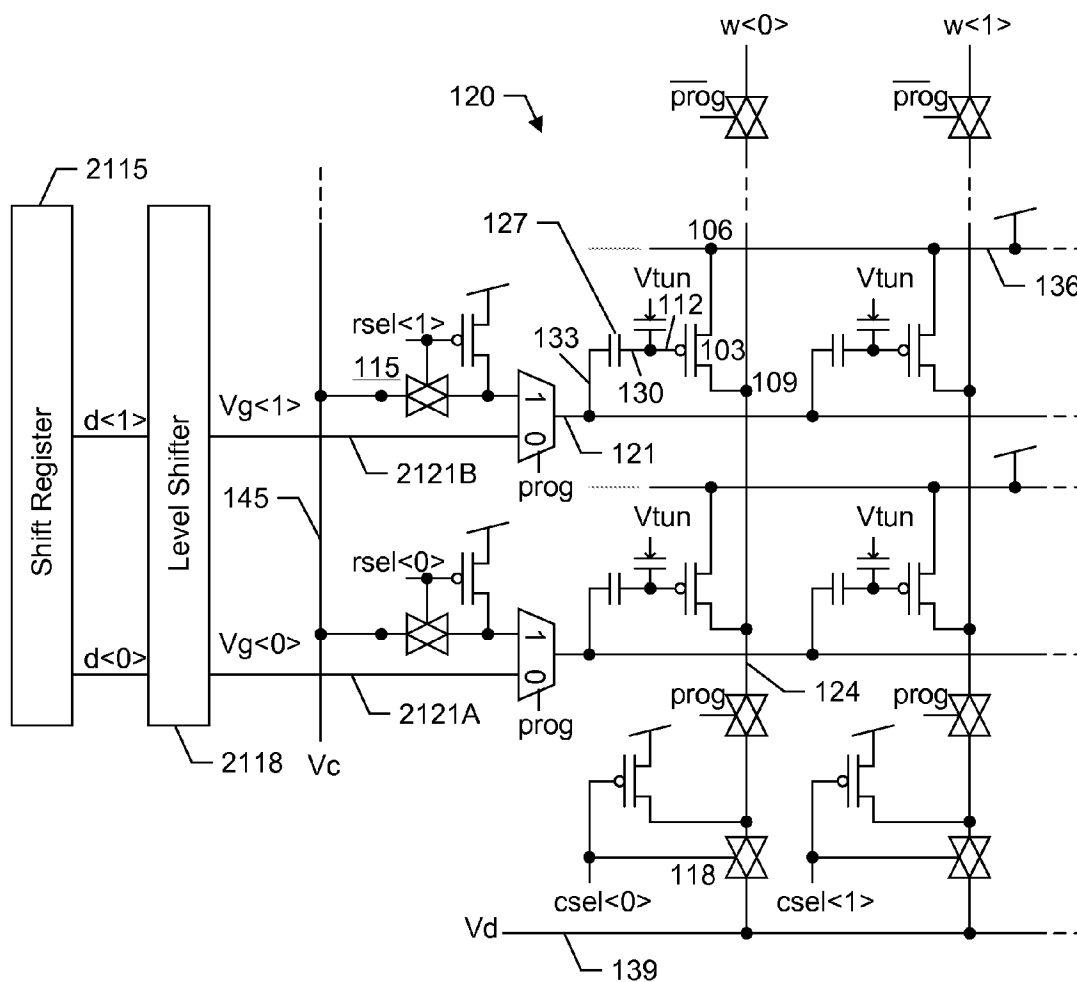 w<0>
w<1>
120
prog
prog
2115
127
106
Vtun
Vtun
136
rsel<1>
112
133
103
115
130
109
d<1>
Vg<1>
1
0
121
2121B
prog
145
Shift Register
Level Shifter
Vtun
Vtun
rsel<0>
d<0>
Vg<0>
1
0
124
2121A
prog
prog
prog
2118
Vc
118
csel<0>
csel<1>
Vd
139